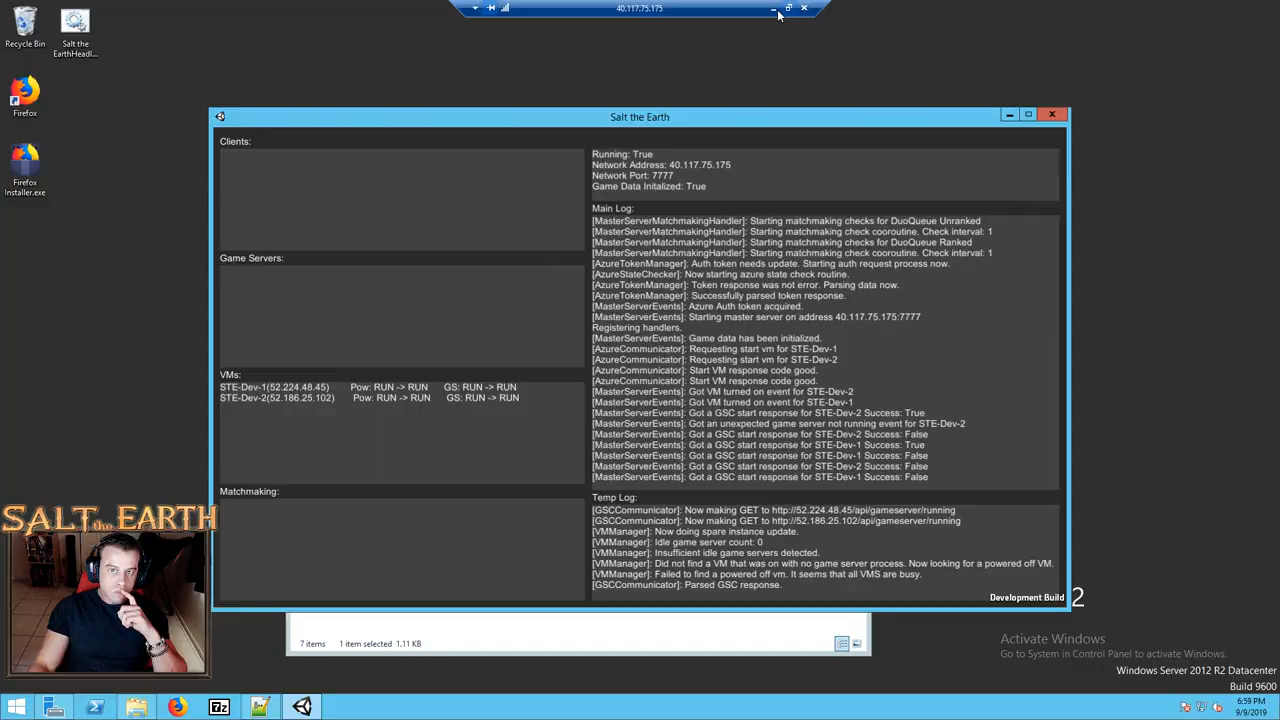 40.117.75.175
Recycle Bin
Salt the
EarthHeadl...
Firefox
Firefox
Installer.exe
Salt the Earth
Clients:
Running: True
Network Address: 40.117.75.175
Network Port: 7777
Game Data Initalized: True
Main Log:
[MasterServerMatchmakingHandler]: Starting matchmaking checks for DuoQueue Unranked
[MasterServerMatchmakingHandler]: Starting matchmaking cooroutine. Check interval: 1
[MasterServerMatchmakingHandler]: Starting matchmaking checks for DuoQueue Ranked
[MasterServerMatchmakingHandler]: Starting matchmaking cooroutine. Check interval: 1
[AzureTokenManager]: Auth token needs update. Starting auth request process now.
[AzureStateChecker]: Now starting azure state check routine.
[AzureTokenManager]: Token response was not error. Parsing data now.
[AzureTokenManager]: Successfully parsed token response.
[MasterServerEvents]: Azure Auth token acquired.
[MasterServerEvents]: Starting master server on address 40.117.75.175:7777
Registering handlers.
[MasterServerEvents]: Game data has been initialized.
[AzureCommunicator]: Requesting start vm for STE-Dev-1
[AzureCommunicator]: Requesting start vm for STE-Dev-2
[AzureCommunicator]: Start VM response code good.
[AzureCommunicator]: Start VM response code good.
[MasterServerEvents]: Got VM turned on event for STE-Dev-2
[MasterServerEvents]: Got VM turned on event for STE-Dev-1
[MasterServerEvents]: Got a GSC start response for STE-Dev-2 Success: True
[MasterServerEvents]: Got an unexpected game server not running event for STE-Dev-2
[MasterServerEvents]: Got a GSC start response for STE-Dev-2 Success: False
[MasterServerEvents]: Got a GSC start response for STE-Dev-1 Success: True
[MasterServerEvents]: Got a GSC start response for STE-Dev-1 Success: False
[MasterServerEvents]: Got a GSC start response for STE-Dev-2 Success: False
[MasterServerEvents]: Got a GSC start response for STE-Dev-1 Success: False
Game Servers:
VMs:
STE-Dev-1(52.224.48.45) Pow: RUN -> RUN GS: RUN -> RUN
STE-Dev-2(52.186.25.102) Pow: RUN -> RUN GS: RUN -> RUN
Matchmaking:
Temp Log:
[GSCCommunicator]: Now making GET to http://52.224.48.45/api/gameserver/running
[GSCCommunicator]: Now making GET to http://52.186.25.102/api/gameserver/running
[VMManager]: Now doing spare instance update.
[VMManager]: Idle game server count: 0
[VMManager]: Insufficient idle game servers detected.
[VMManager]: Did not find a VM that was on with no game server process. Now looking for a powered off VM.
[VMManager]: Failed to find a powered off vm. It seems that all VMS are busy.
[GSCCommunicator]: Parsed GSC response.
Development Build
2
SALT the EARTH
7 items 1 item selected 1.11 KB
Activate Windows
Go to System in Control Panel to activate Windows.
Windows Server 2012 R2 Datacenter
Build 9600
7z
6:59 PM
9/9/2019